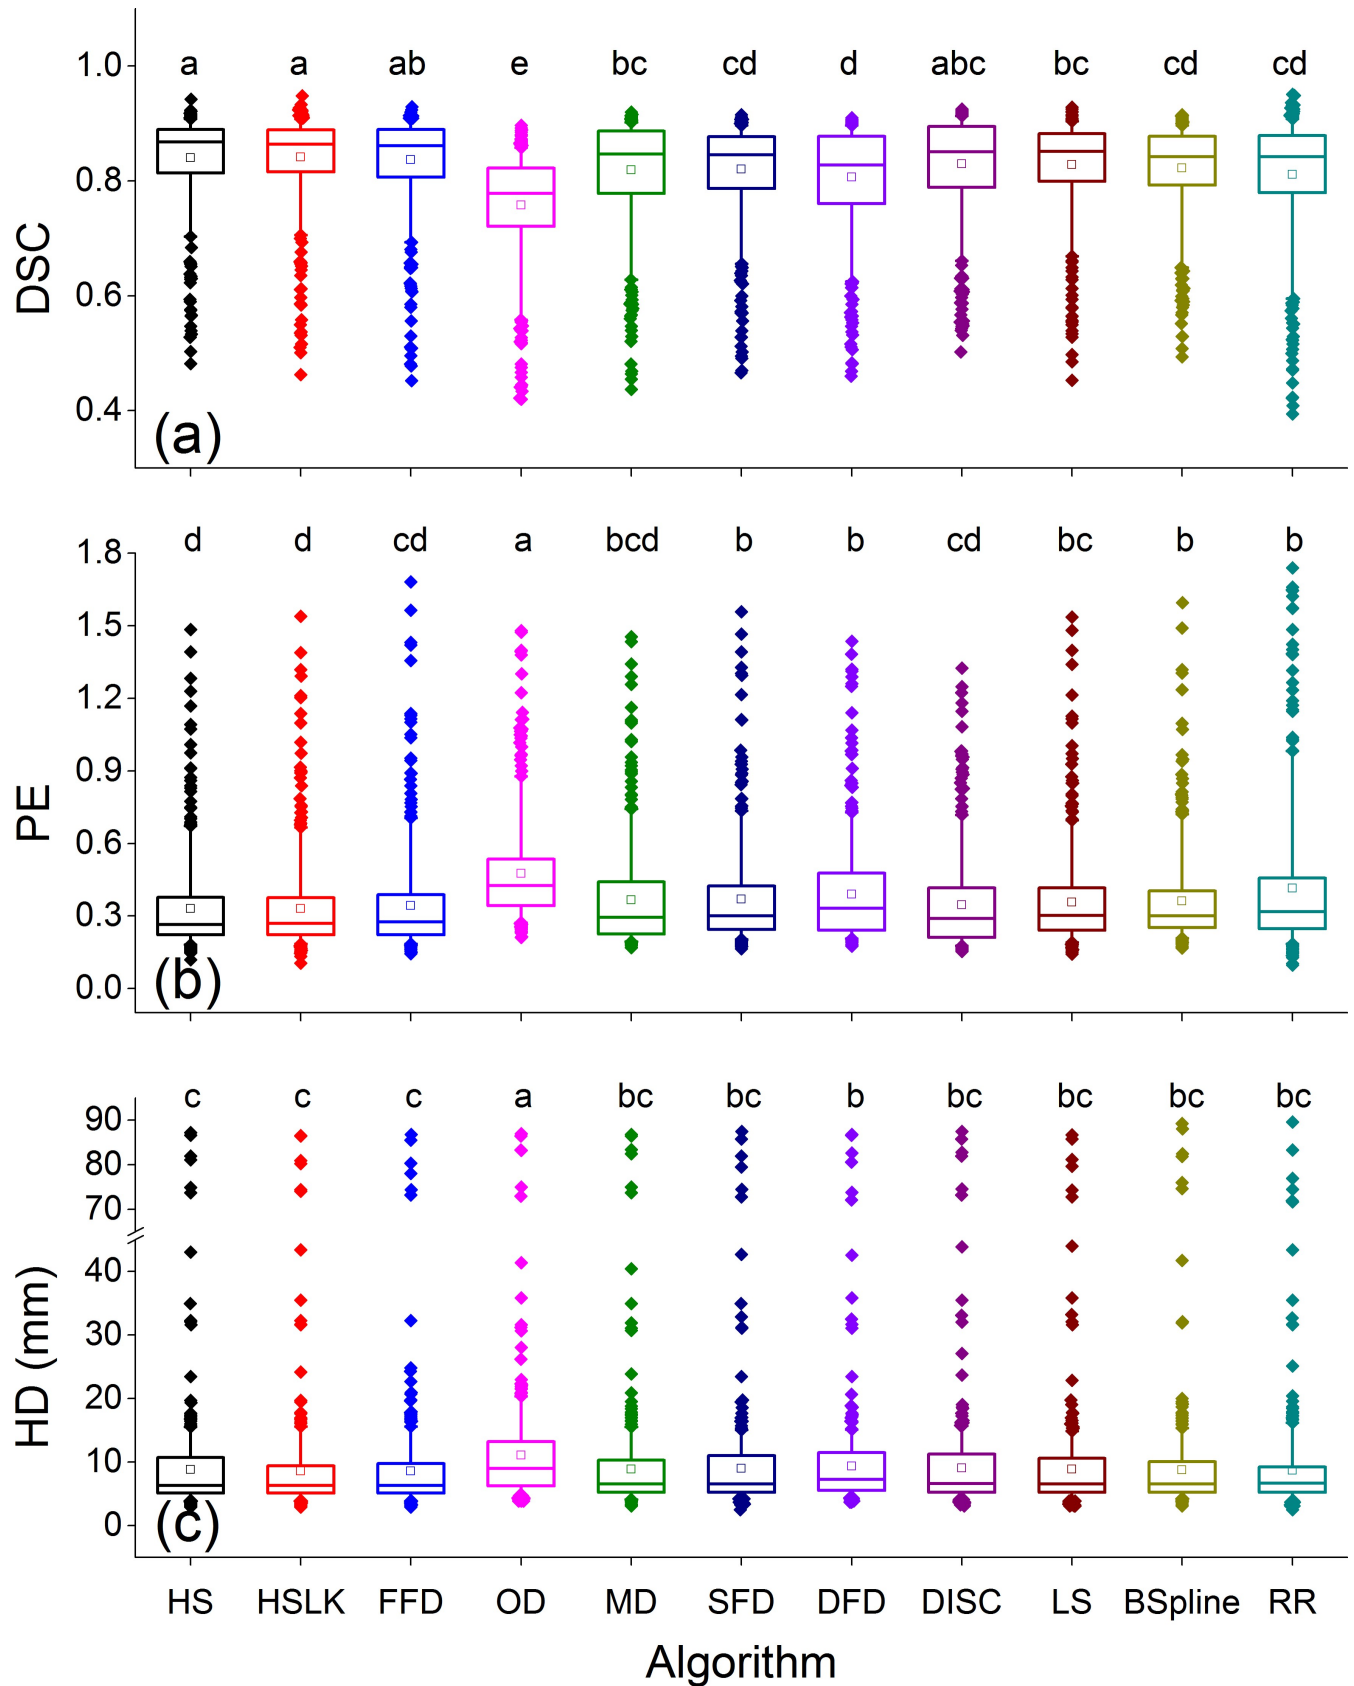 a a ab e bc cd d abc bc cd cd
1.0
0.8
0.6
0.4
DSC
(a)
d d cd a bcd b b cd bc b b
1.8
1.5
1.2
0.9
0.6
0.3
0.0
PE
(b)
c c c a bc bc b bc bc bc bc
90
80
70
40
30
20
10
0
HD (mm)
(c)
HS HSLK FFD OD MD SFD DFD DISC LS BSpline RR
Algorithm